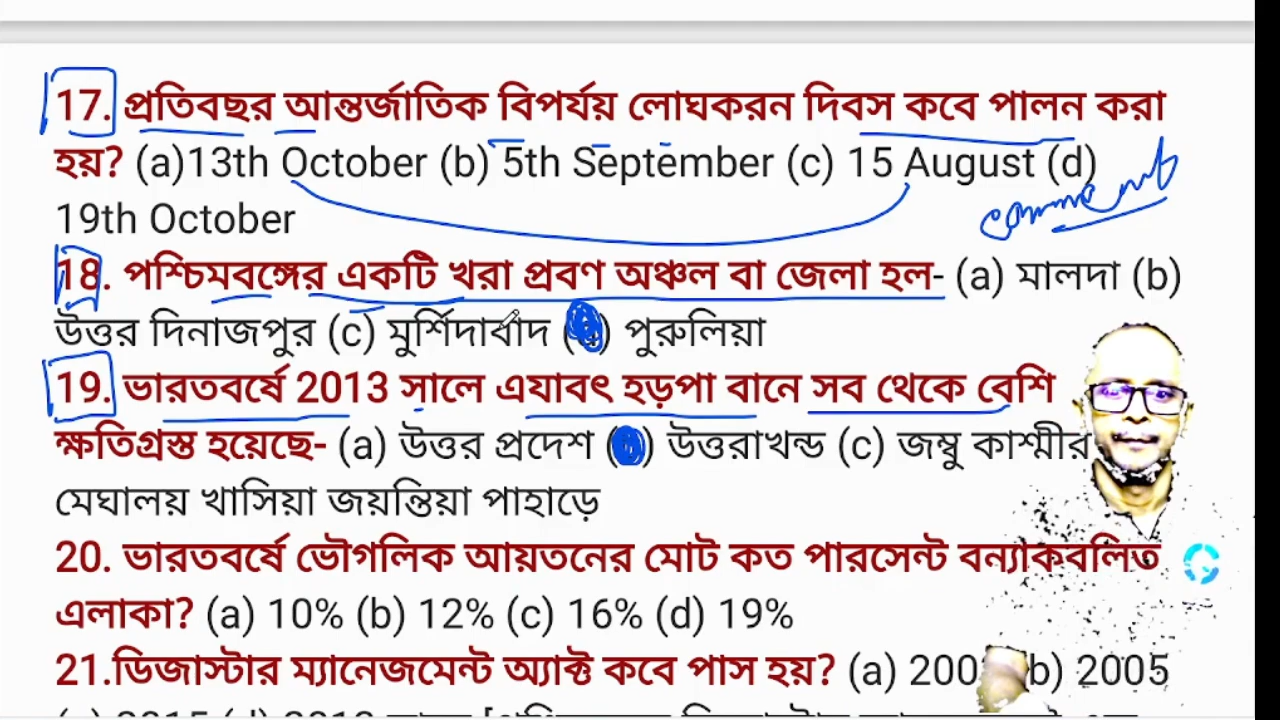 17. প্রতিবছর আন্তর্জাতিক বিপর্যয় লোঘকরন দিবস কবে পালন করা
হয়? (a)13th October (b) 5th September (c) 15 August (d)
comment
19th October
18. পশ্চিমবঙ্গের একটি খরা প্রবণ অঞ্চল বা জেলা হল- (a) মালদা (b)
উত্তর দিনাজপুর (c) মুর্শিদাবাদ ( ) পুরুলিয়া
19. ভারতবর্ষে 2013 সালে এযাবৎ হড়পা বানে সব থেকে বেশি
ক্ষতিগ্রস্ত হয়েছে- (a) উত্তর প্রদেশ ( ) উত্তরাখন্ড (c) জম্বু কাশ্মীর
মেঘালয় খাসিয়া জয়ন্তিয়া পাহাড়ে
20. ভারতবর্ষে ভৌগলিক আয়তনের মোট কত পারসেন্ট বন্যাকবলিত
এলাকা? (a) 10% (b) 12% (c) 16% (d) 19%
21.ডিজাস্টার ম্যানেজমেন্ট অ্যাক্ট কবে পাস হয়? (a) 200 b) 2005